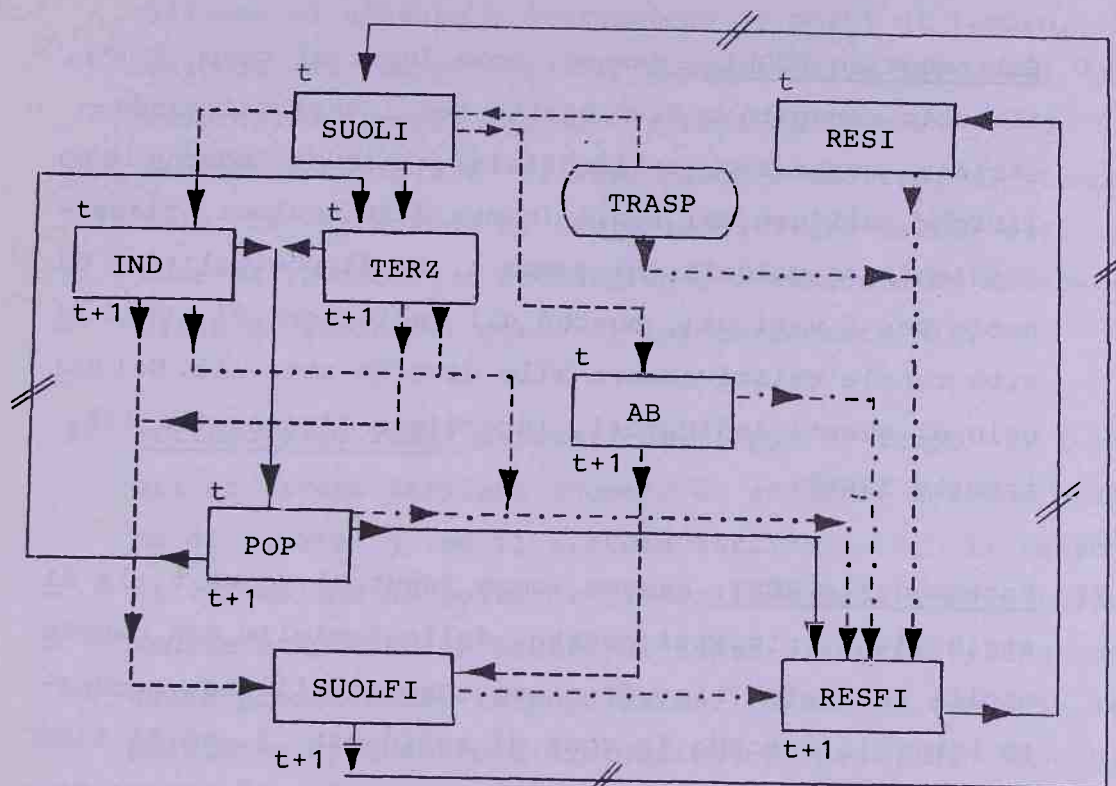 t
t
SUOLI
RESI
TRASP
t
t
IND
TERZ
t+1
t+1
t
AB
t+1
t
POP
t+1
SUOLFI
RESFI
t+1
t+1